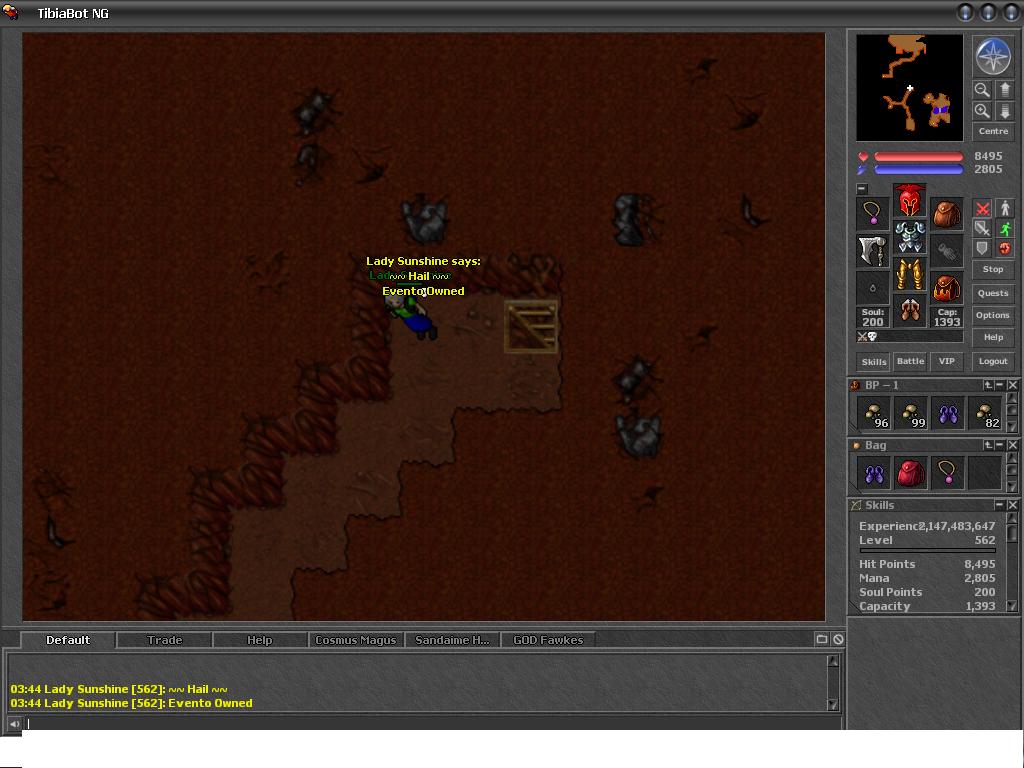 TibiaBot NG
Centre
8495
2805
Lady Sunshine says:
~~ Hail ~~
Evento Owned
Soul:
200
Cap:
1393
Stop
Quests
Options
Help
Skills
Battle
VIP
Logout
BP - 1
96
99
82
Bag
Skills
Experience 2,147,483,647
Level 562
Hit Points 8,495
Mana 2,805
Soul Points 200
Capacity 1,393
Default
Trade
Help
Cosmus Magus
Sandaime H...
GOD Fawkes
03:44 Lady Sunshine [562]: ~~ Hail ~~
03:44 Lady Sunshine [562]: Evento Owned